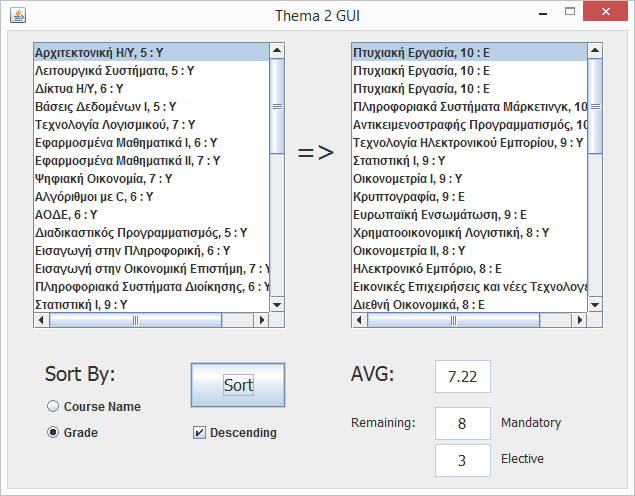 Thema 2 GUI
Αρχιτεκτονική Η/Υ, 5 : Υ
Λειτουργικά Συστήματα, 5 : Υ
Δίκτυα Η/Υ, 6 : Υ
Βάσεις Δεδομένων Ι, 5 : Υ
Τεχνολογία Λογισμικού, 7 : Υ
Εφαρμοσμένα Μαθηματικά Ι, 6 : Υ
Εφαρμοσμένα Μαθηματικά ΙΙ, 7 : Υ
Ψηφιακή Οικονομία, 7 : Υ
Αλγόριθμοι με C, 6 : Υ
ΑΟΔΕ, 6 : Υ
Διαδικαστικός Προγραμματισμός, 5 : Υ
Εισαγωγή στην Πληροφορική, 6 : Υ
Εισαγωγή στην Οικονομική Επιστήμη, 7 : Υ
Πληροφοριακά Συστήματα Διοίκησης, 6 : Υ
Στατιστική Ι, 9 : Υ
=>
Πτυχιακή Εργασία, 10 : Ε
Πτυχιακή Εργασία, 10 : Ε
Πτυχιακή Εργασία, 10 : Ε
Πληροφοριακά Συστήματα Μάρκετινγκ, 10
Αντικειμενοστραφής Προγραμματισμός, 10
Τεχνολογία Ηλεκτρονικού Εμπορίου, 9 : Υ
Στατιστική Ι, 9 : Υ
Οικονομετρία Ι, 9 : Υ
Κρυπτογραφία, 9 : Ε
Ευρωπαϊκή Ενσωμάτωση, 9 : Ε
Χρηματοοικονομική Λογιστική, 8 : Υ
Οικονομετρία ΙΙ, 8 : Υ
Ηλεκτρονικό Εμπόριο, 8 : Ε
Εικονικές Επιχειρήσεις και νέες Τεχνολογε
Διεθνή Οικονομικά, 8 : Ε
Sort By:
Course Name
Grade
Sort
Descending
AVG: 7.22
Remaining: 8 Mandatory
3 Elective